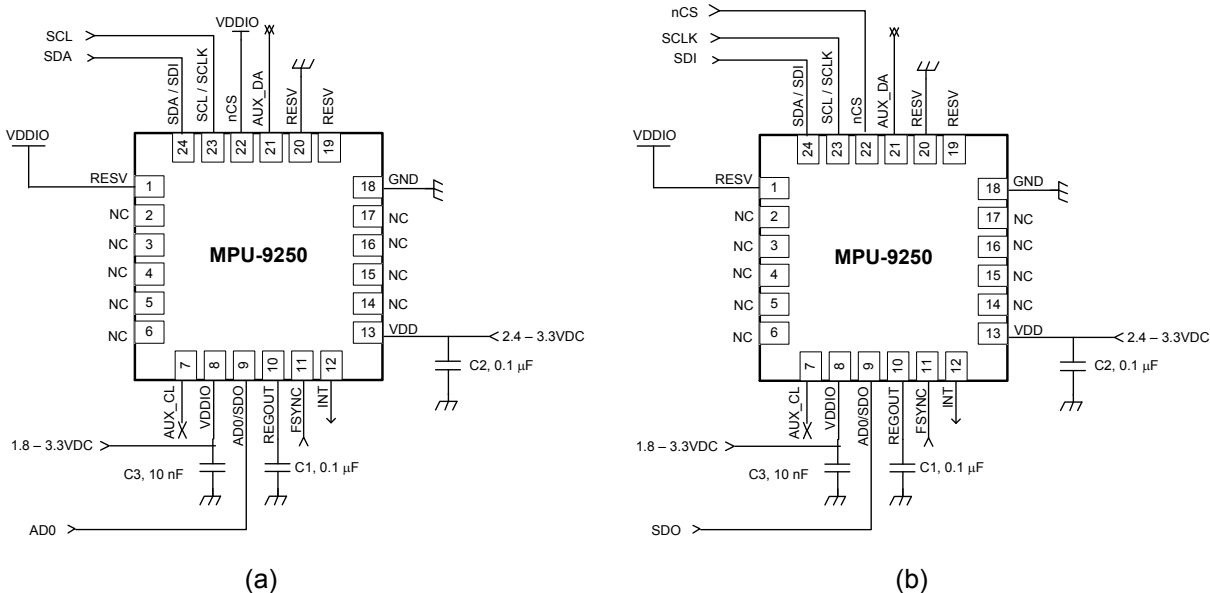 SCL
SDA
VDDIO
SDA / SDI
SCL / SCLK
nCS
AUX_DA
RESV
RESV
24
23
22
21
20
19
VDDIO
RESV
1
NC 2
NC 3
NC 4
NC 5
NC 6
MPU-9250
18 GND
17 NC
16 NC
15 NC
14 NC
13 VDD
2.4 – 3.3VDC
C2, 0.1 μF
7
8
9
10
11
12
AUX_CL
VDDIO
AD0/SDO
REGOUT
FSYNC
INT
1.8 – 3.3VDC
C3, 10 nF
C1, 0.1 μF
AD0
(a)
nCS
SCLK
SDI
SDA / SDI
SCL / SCLK
nCS
AUX_DA
RESV
RESV
24
23
22
21
20
19
VDDIO
RESV
1
NC 2
NC 3
NC 4
NC 5
NC 6
MPU-9250
18 GND
17 NC
16 NC
15 NC
14 NC
13 VDD
2.4 – 3.3VDC
C2, 0.1 μF
7
8
9
10
11
12
AUX_CL
VDDIO
AD0/SDO
REGOUT
FSYNC
INT
1.8 – 3.3VDC
C3, 10 nF
C1, 0.1 μF
SDO
(b)